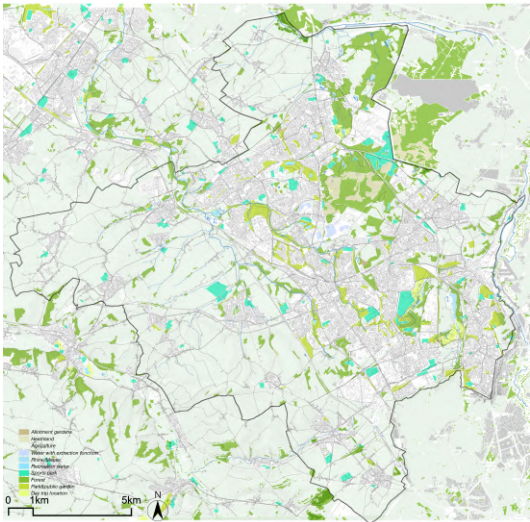 Allotment gardens
Heathland
Agriculture
Water with extraction function
Recreation water
Sports park
Forest
Park/public garden
Day trip location
0 1km 5km
N